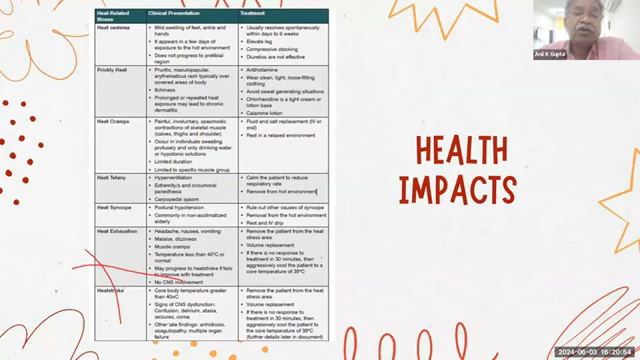 Heat-Related
Illness
Clinical Presentation
Treatment
Heat oedema
• Mild swelling of feet, ankle and
hands
• It appears in a few days of
exposure to the hot environment
• Does not progress to pretibial
region
• Usually resolves spontaneously
within days to 6 weeks
• Elevate leg
• Compressive stocking
• Diuretics are not effective
Prickly Heat
• Pruritic, maculopapular,
erythematous rash typically over
covered areas of body
• Itchiness
• Prolonged or repeated heat
exposure may lead to chronic
dermatitis
• Antihistamine
• Wear clean, light, loose-fitting
clothing
• Avoid sweat generating situations
• Chlorhexidine is a light cream or
lotion base
• Calamine lotion
Heat Cramps
• Painful, involuntary, spasmodic
contractions of skeletal muscle
(calves, thighs and shoulder)
• Occur in individuals sweating
profusely and only drinking water
or hypotonic solutions
• Limited duration
• Limited to specific muscle group
• Fluid and salt replacement (IV or
oral)
• Rest in a relaxed environment
Heat Tetany
• Hyperventilation
• Extremity/s and circumoral
paresthesia
• Carpopedal spasm
• Calm the patient to reduce
respiratory rate
• Remove from hot environment
Heat Syncope
• Postural hypotension
• Commonly in non-acclimatized
elderly
• Rule out other causes of syncope
• Removal from the hot environment
• Rest and IV drip
Heat Exhaustion
• Headache, nausea, vomiting
• Malaise, dizziness
• Muscle cramps
• Temperature less than 40°C or
normal
• May progress to heatstroke if fails
to improve with treatment
• No CNS involvement
• Remove the patient from the heat
stress area
• Volume replacement
• If there is no response to
treatment in 30 minutes, then
aggressively cool the patient to a
core temperature of 39°C
Heatstroke
• Core body temperature greater
than 40oC
• Signs of CNS dysfunction:
Confusion, delirium, ataxia,
seizures, coma
• Other late findings: anhidrosis,
coagulopathy, multiple organ
failure
• Remove the patient from the heat
stress area
• Volume replacement
• If there is no response to
treatment in 30 minutes, then
aggressively cool the patient to
the core temperature of 39°C
(further details later in document)
HEALTH
IMPACTS
Anil K Gupta
2024-06-03 16:20:54